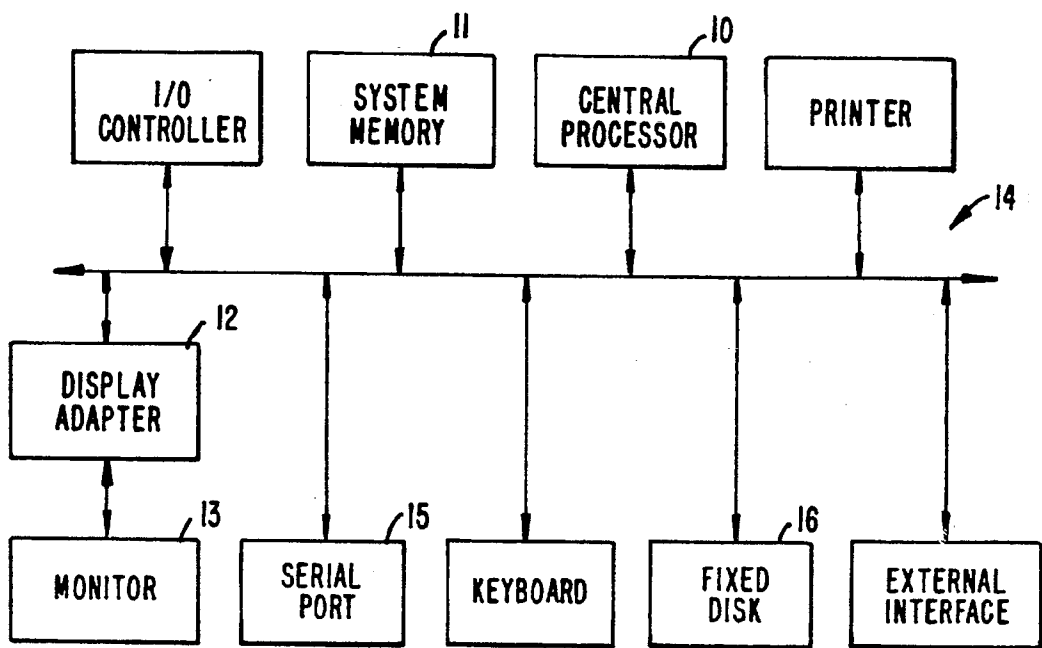 11
10
I/O
CONTROLLER
SYSTEM
MEMORY
CENTRAL
PROCESSOR
PRINTER
14
12
DISPLAY
ADAPTER
13
MONITOR
15
SERIAL
PORT
KEYBOARD
16
FIXED
DISK
EXTERNAL
INTERFACE